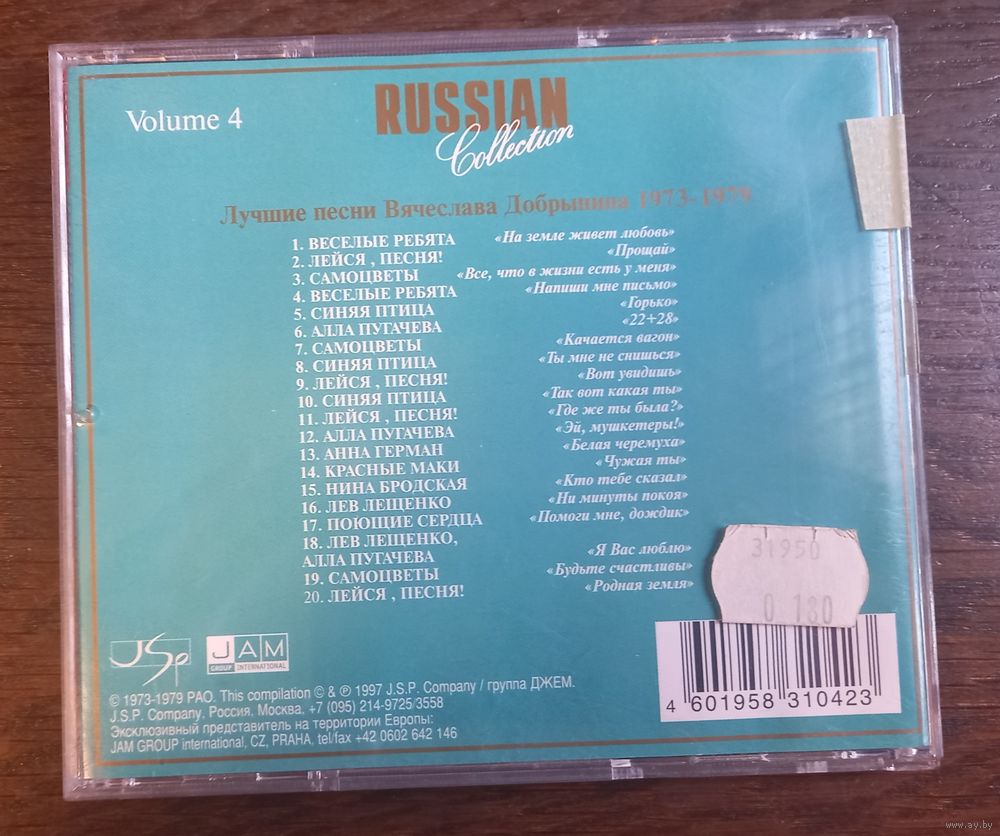 Volume 4
RUSSIAN
Collection
Лучшие песни Вячеслава Добрынина 1973-1979
1. ВЕСЕЛЫЕ РЕБЯТА «На земле живет любовь»
2. ЛЕЙСЯ , ПЕСНЯ! «Прощай»
3. САМОЦВЕТЫ «Все, что в жизни есть у меня»
4. ВЕСЕЛЫЕ РЕБЯТА «Напиши мне письмо»
5. СИНЯЯ ПТИЦА «Горько»
6. АЛЛА ПУГАЧЕВА «22+28»
7. САМОЦВЕТЫ «Качается вагон»
8. СИНЯЯ ПТИЦА «Ты мне не снишься»
9. ЛЕЙСЯ , ПЕСНЯ! «Вот увидишь»
10. СИНЯЯ ПТИЦА «Так вот какая ты»
11. ЛЕЙСЯ , ПЕСНЯ! «Где же ты была?»
12. АЛЛА ПУГАЧЕВА «Эй, мушкетеры!»
13. АННА ГЕРМАН «Белая черемуха»
14. КРАСНЫЕ МАКИ «Чужая ты»
15. НИНА БРОДСКАЯ «Кто тебе сказал»
16. ЛЕВ ЛЕЩЕНКО «Ни минуты покоя»
17. ПОЮЩИЕ СЕРДЦА «Помоги мне, дождик»
18. ЛЕВ ЛЕЩЕНКО,
АЛЛА ПУГАЧЕВА «Я Вас люблю»
19. САМОЦВЕТЫ «Будьте счастливы»
20. ЛЕЙСЯ , ПЕСНЯ! «Родная земля»
31950
0 180
JSP
JAM
GROUP INTERNATIONAL
© 1973-1979 РАО. This compilation © & ℗ 1997 J.S.P. Company / группа ДЖЕМ.
J.S.P. Company. Россия, Москва. +7 (095) 214-9725/3558
Эксклюзивный представитель на территории Европы:
JAM GROUP international, CZ, PRAHA, tel/fax +42 0602 642 146
4 601958 310423
www.ay.by